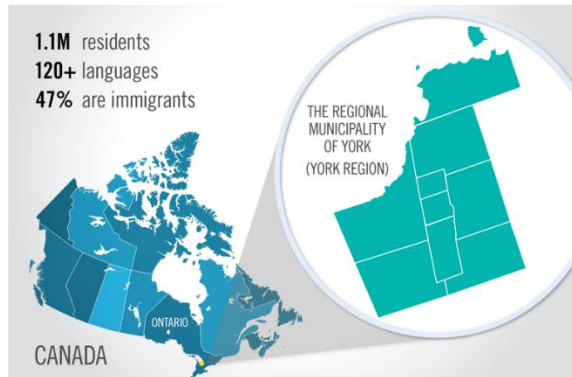 1.1M residents
120+ languages
47% are immigrants
THE REGIONAL
MUNICIPALITY
OF YORK
(YORK REGION)
ONTARIO
CANADA